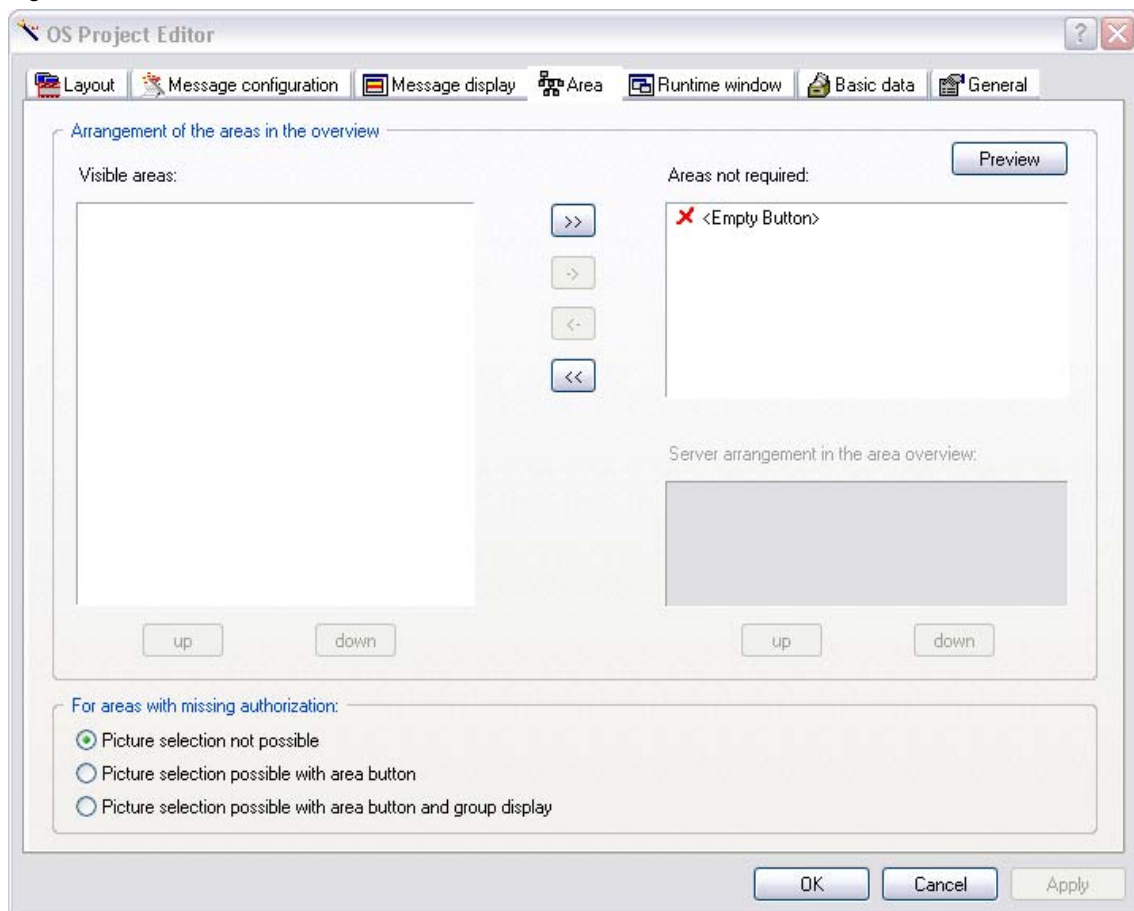 OS Project Editor
Layout
Message configuration
Message display
Area
Runtime window
Basic data
General
Arrangement of the areas in the overview
Preview
Visible areas:
Areas not required:
<Empty Button>
>>
->
<-
<<
Server arrangement in the area overview:
up
down
up
down
For areas with missing authorization:
Picture selection not possible
Picture selection possible with area button
Picture selection possible with area button and group display
OK
Cancel
Apply